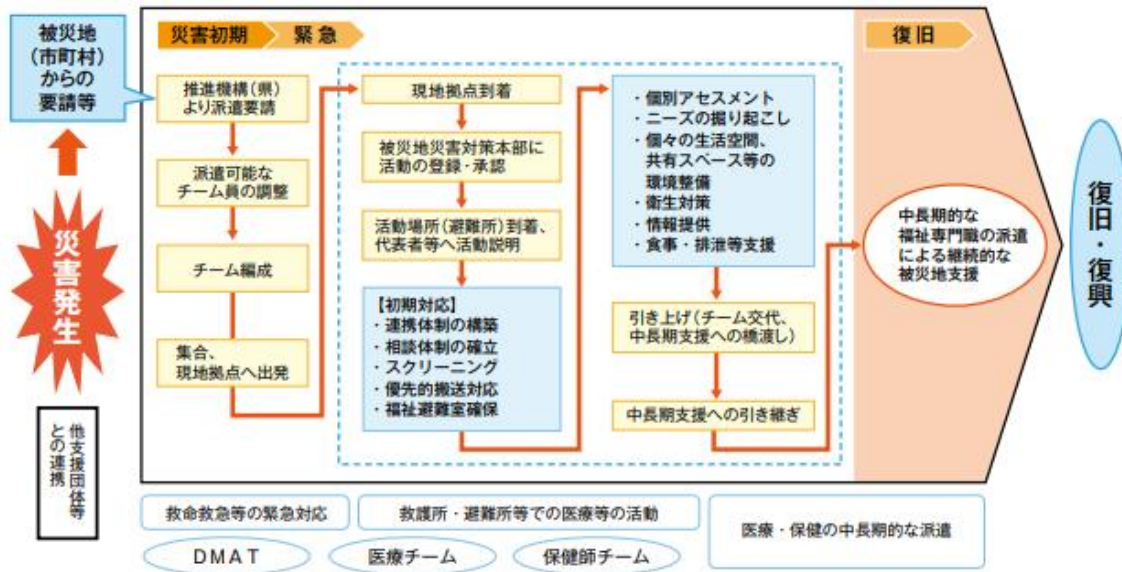 被災地
（市町村）
からの
要請等
災害発生
他支援団体等
との連携
災害初期
緊急
復旧
推進機構（県）
より派遣要請
派遣可能な
チーム員の調整
チーム編成
集合、
現地拠点へ出発
現地拠点到着
被災地災害対策本部に
活動の登録・承認
活動場所（避難所）到着、
代表者等へ活動説明
【初期対応】
・連携体制の構築
・相談体制の確立
・スクリーニング
・優先的搬送対応
・福祉避難室確保
・個別アセスメント
・ニーズの掘り起こし
・個々の生活空間、
共有スペース等の
環境整備
・衛生対策
・情報提供
・食事・排泄等支援
引き上げ（チーム交代、
中長期支援への橋渡し）
中長期支援への引き継ぎ
中長期的な
福祉専門職の派遣
による継続的な
被災地支援
復旧・復興
救命救急等の緊急対応
救護所・避難所等での医療等の活動
医療・保健の中長期的な派遣
DMAT
医療チーム
保健師チーム